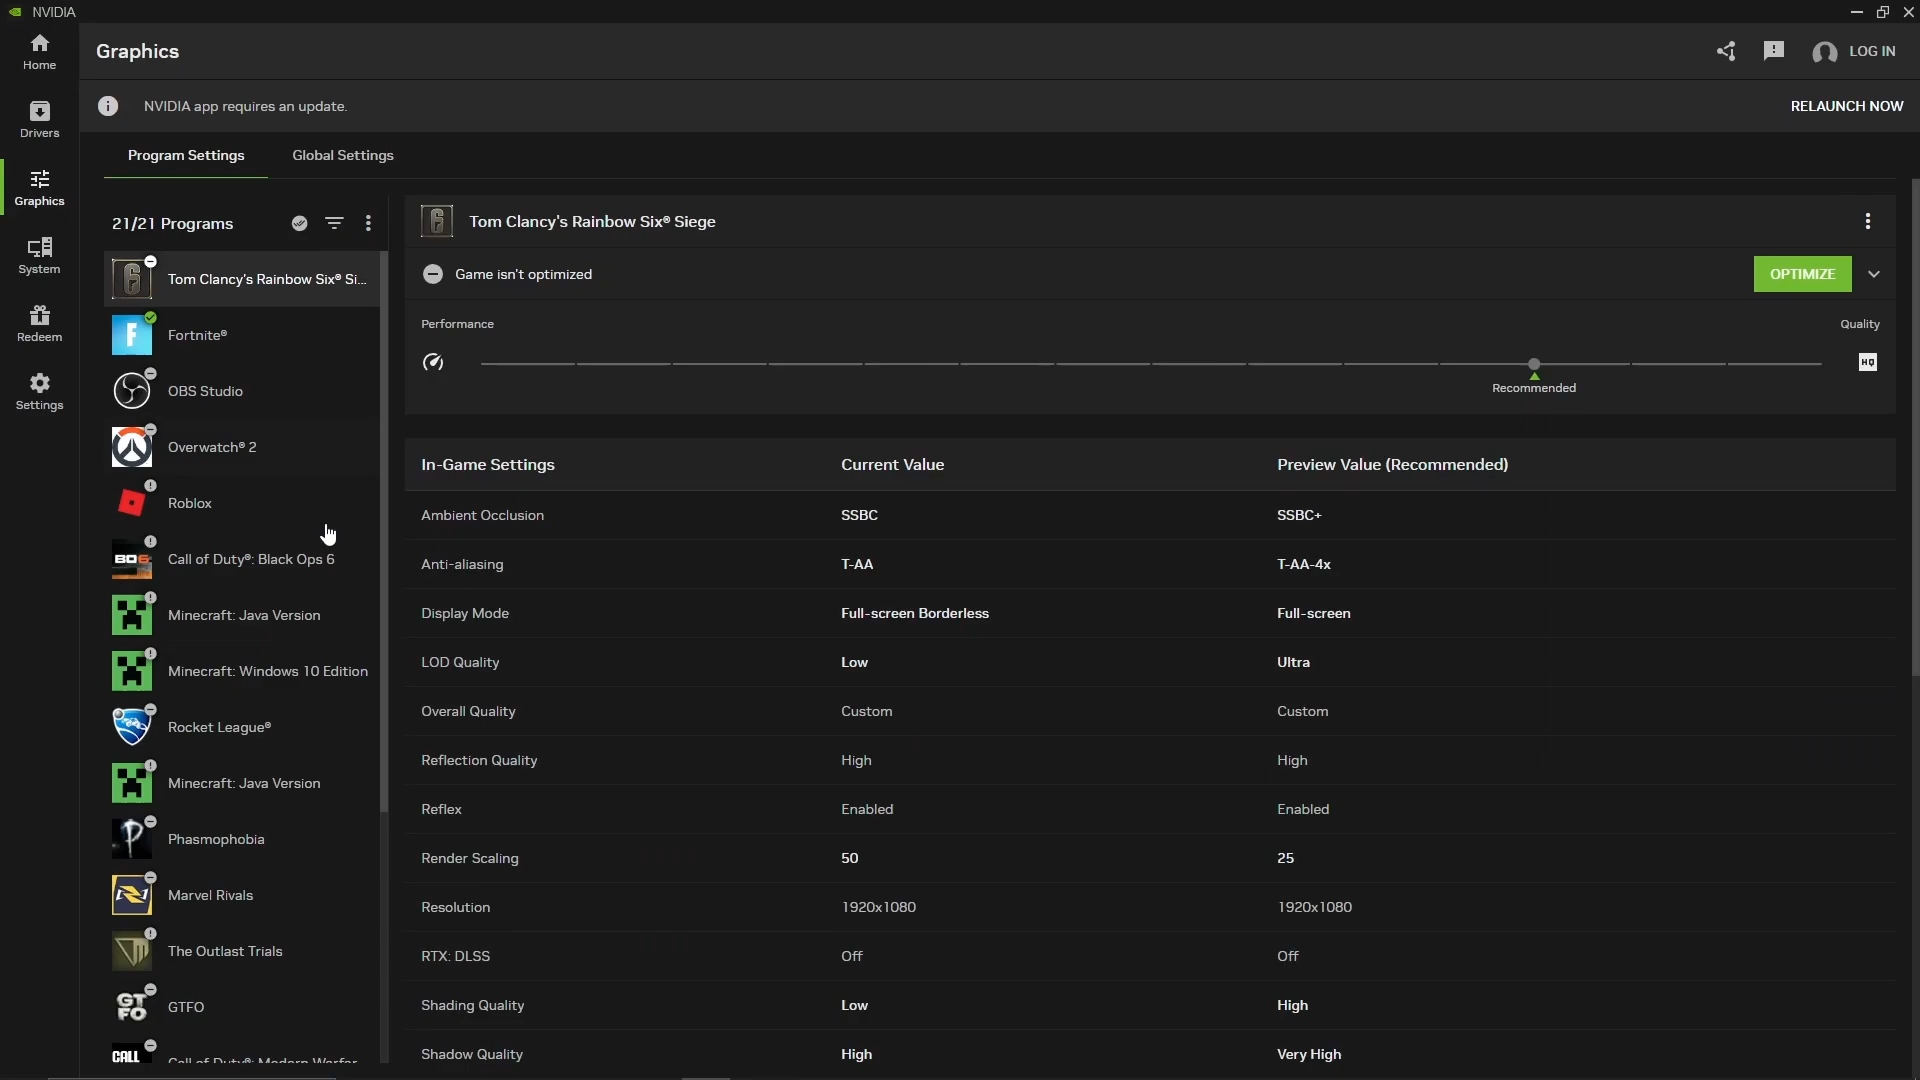 NVIDIA
Home
Drivers
Graphics
System
Redeem
Settings
Graphics
LOG IN
NVIDIA app requires an update.
RELAUNCH NOW
Program Settings
Global Settings
21/21 Programs
Tom Clancy's Rainbow Six® Si...
Fortnite®
OBS Studio
Overwatch® 2
Roblox
Call of Duty®: Black Ops 6
Minecraft: Java Version
Minecraft: Windows 10 Edition
Rocket League®
Minecraft: Java Version
Phasmophobia
Marvel Rivals
The Outlast Trials
GTFO
Call of Duty®: Modern Warfar
Tom Clancy's Rainbow Six® Siege
Game isn't optimized
OPTIMIZE
Performance
Quality
HQ
Recommended
In-Game Settings Current Value Preview Value (Recommended)
Ambient Occlusion SSBC SSBC+
Anti-aliasing T-AA T-AA-4x
Display Mode Full-screen Borderless Full-screen
LOD Quality Low Ultra
Overall Quality Custom Custom
Reflection Quality High High
Reflex Enabled Enabled
Render Scaling 50 25
Resolution 1920x1080 1920x1080
RTX: DLSS Off Off
Shading Quality Low High
Shadow Quality High Very High